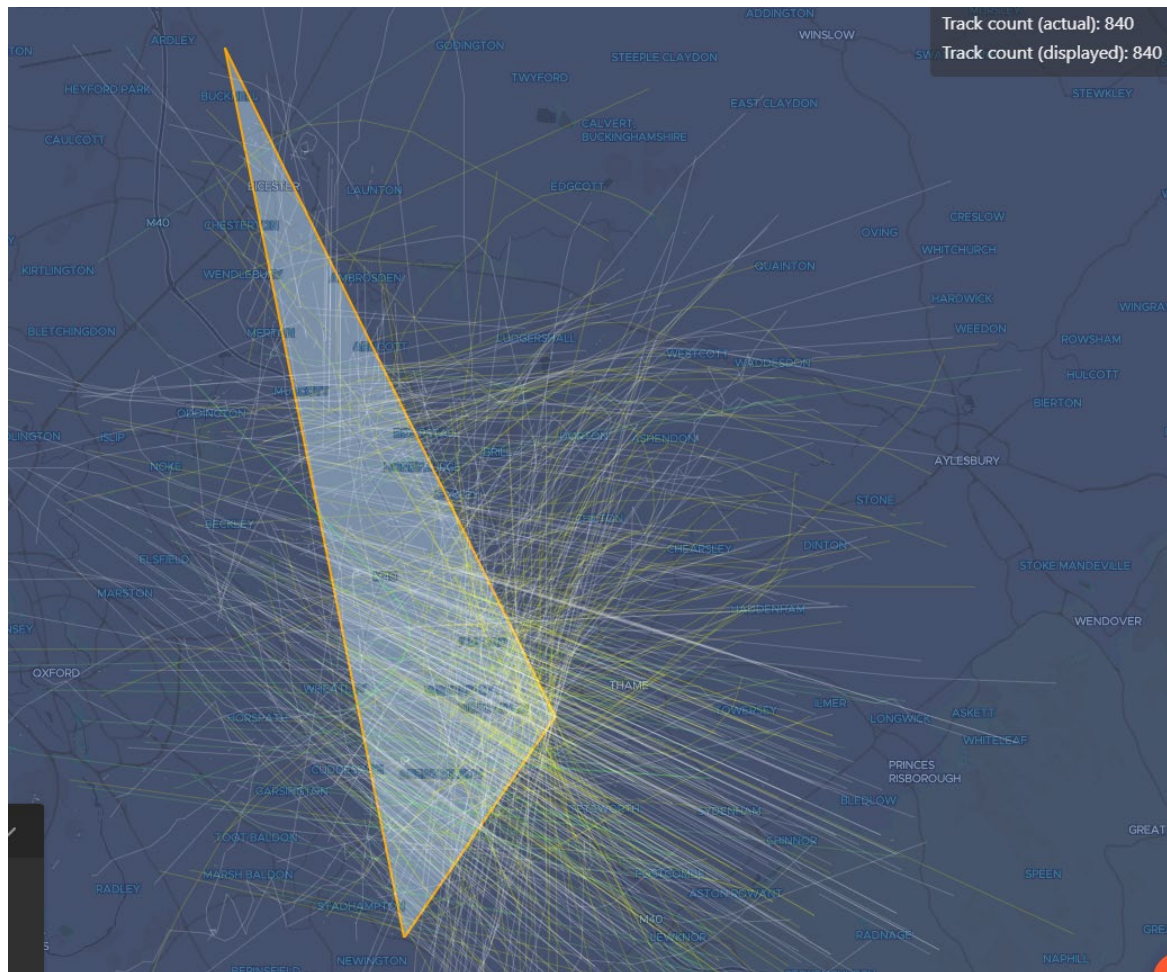 Track count (actual): 840
Track count (displayed): 840
ADDINGTON
WINSLOW
ARDLEY
GODINGTON
STEEPLE CLAYDON
TWYFORD
HEYFORD PARK
STEWKLEY
EAST CLAYDON
CALVERT,
BUCKINGHAMSHIRE
CAULCOTT
BICESTER
LAUNTON
EDGCOTT
M40
CHESTERTON
CRESLOW
OVING
WHITCHURCH
KIRTLINGTON
WENDLEBURY
AMBROSDEN
QUAINTON
HARDWICK
WEEDON
BLETCHINGDON
MERTON
LUDGERSHALL
ROWSHAM
WESTCOTT
WADDESDON
HULCOTT
BIERTON
ODDINGTON
ISLIP
DORTON
ASHENDON
NOKE
BRILL
AYLESBURY
STONE
BECKLEY
CHEARSLEY
DINTON
ELSFIELD
STOKE MANDEVILLE
MARSTON
HADDENHAM
WENDOVER
OXFORD
THAME
TOWERSEY
ILMER
LONGWICK
ASKETT
HORSPATH
WHITELEAF
PRINCES
RISBOROUGH
CUDDESDON
GARSINGTON
BLEDLOW
SYDENHAM
GREAT
TOOT BALDON
CHINNOR
RADLEY
MARSH BALDON
POSTCOMBE
SPEEN
ASTON ROWANT
STADHAMPTON
M40
LEWKNOR
RADNAGE
NEWINGTON
NAPHILL